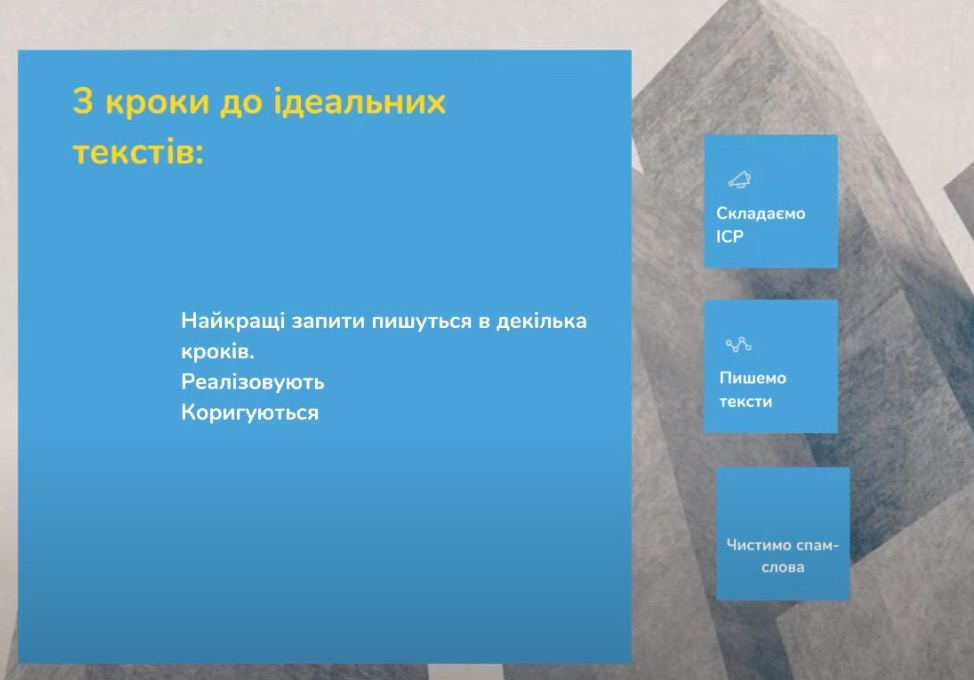 3 кроки до ідеальних
текстів:
Найкращі запити пишуться в декілька
кроків.
Реалізовують
Коригуються
Складаємо
ICP
Пишемо
тексти
Чистимо спам-
слова